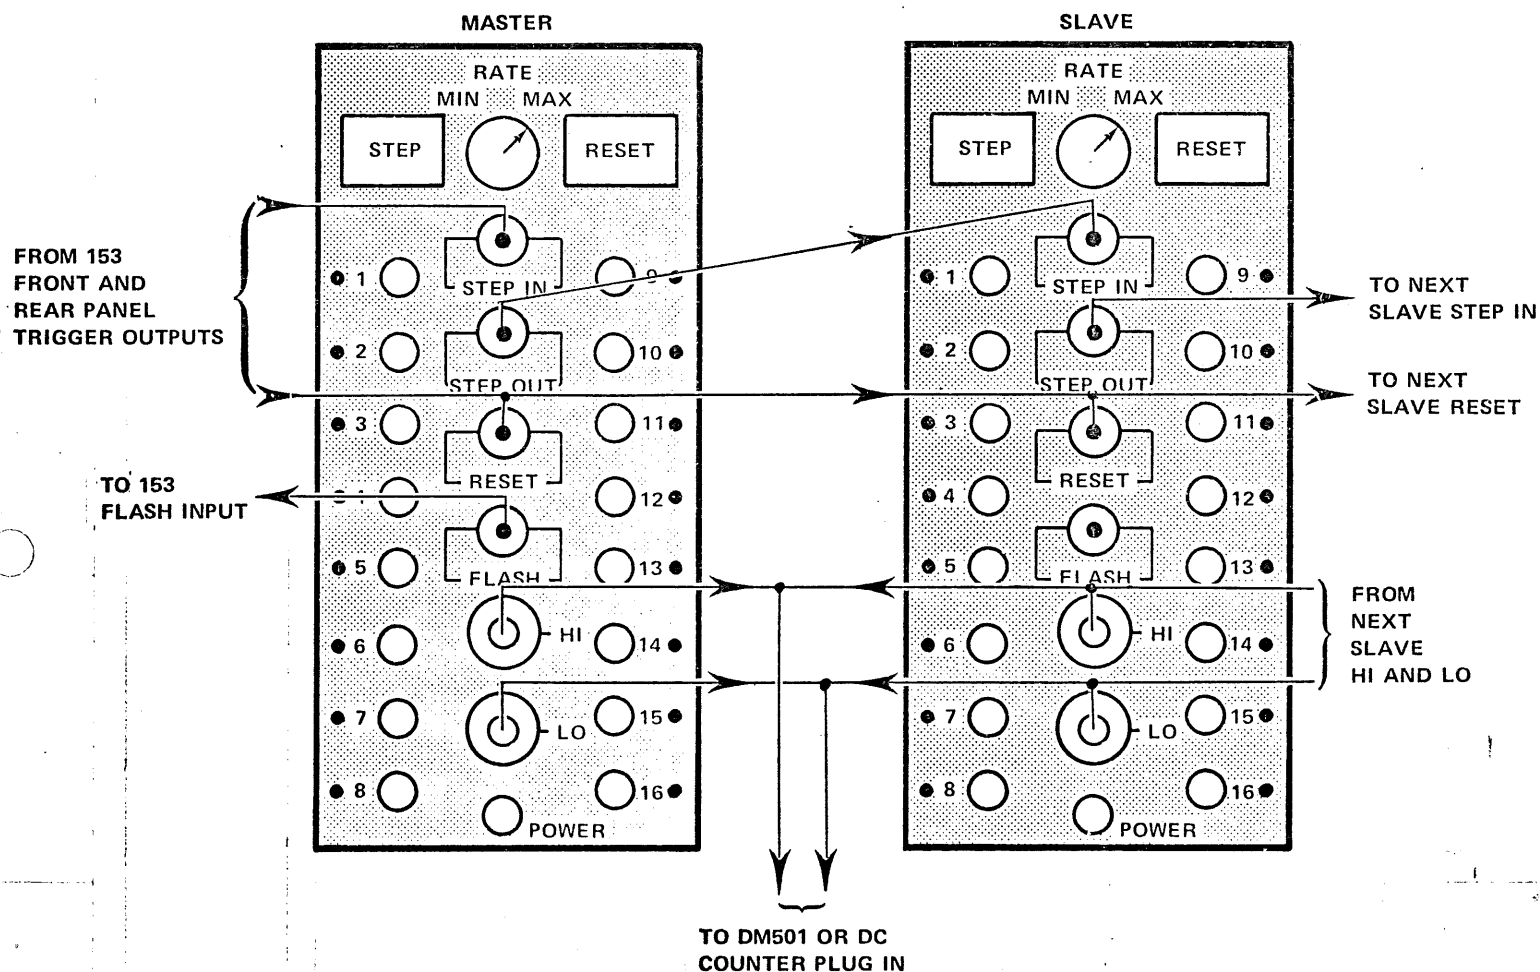 MASTER
RATE
MIN MAX
STEP
RESET
FROM 153
FRONT AND
REAR PANEL
TRIGGER OUTPUTS
TO 153
FLASH INPUT
STEP IN
STEP OUT
RESET
FLASH
HI
LO
POWER
1
2
3
4
5
6
7
8
9
10
11
12
13
14
15
16
SLAVE
RATE
MIN MAX
STEP
RESET
STEP IN
STEP OUT
RESET
FLASH
HI
LO
POWER
1
2
3
4
5
6
7
8
9
10
11
12
13
14
15
16
TO NEXT
SLAVE STEP IN
TO NEXT
SLAVE RESET
FROM
NEXT
SLAVE
HI AND LO
TO DM501 OR DC
COUNTER PLUG IN